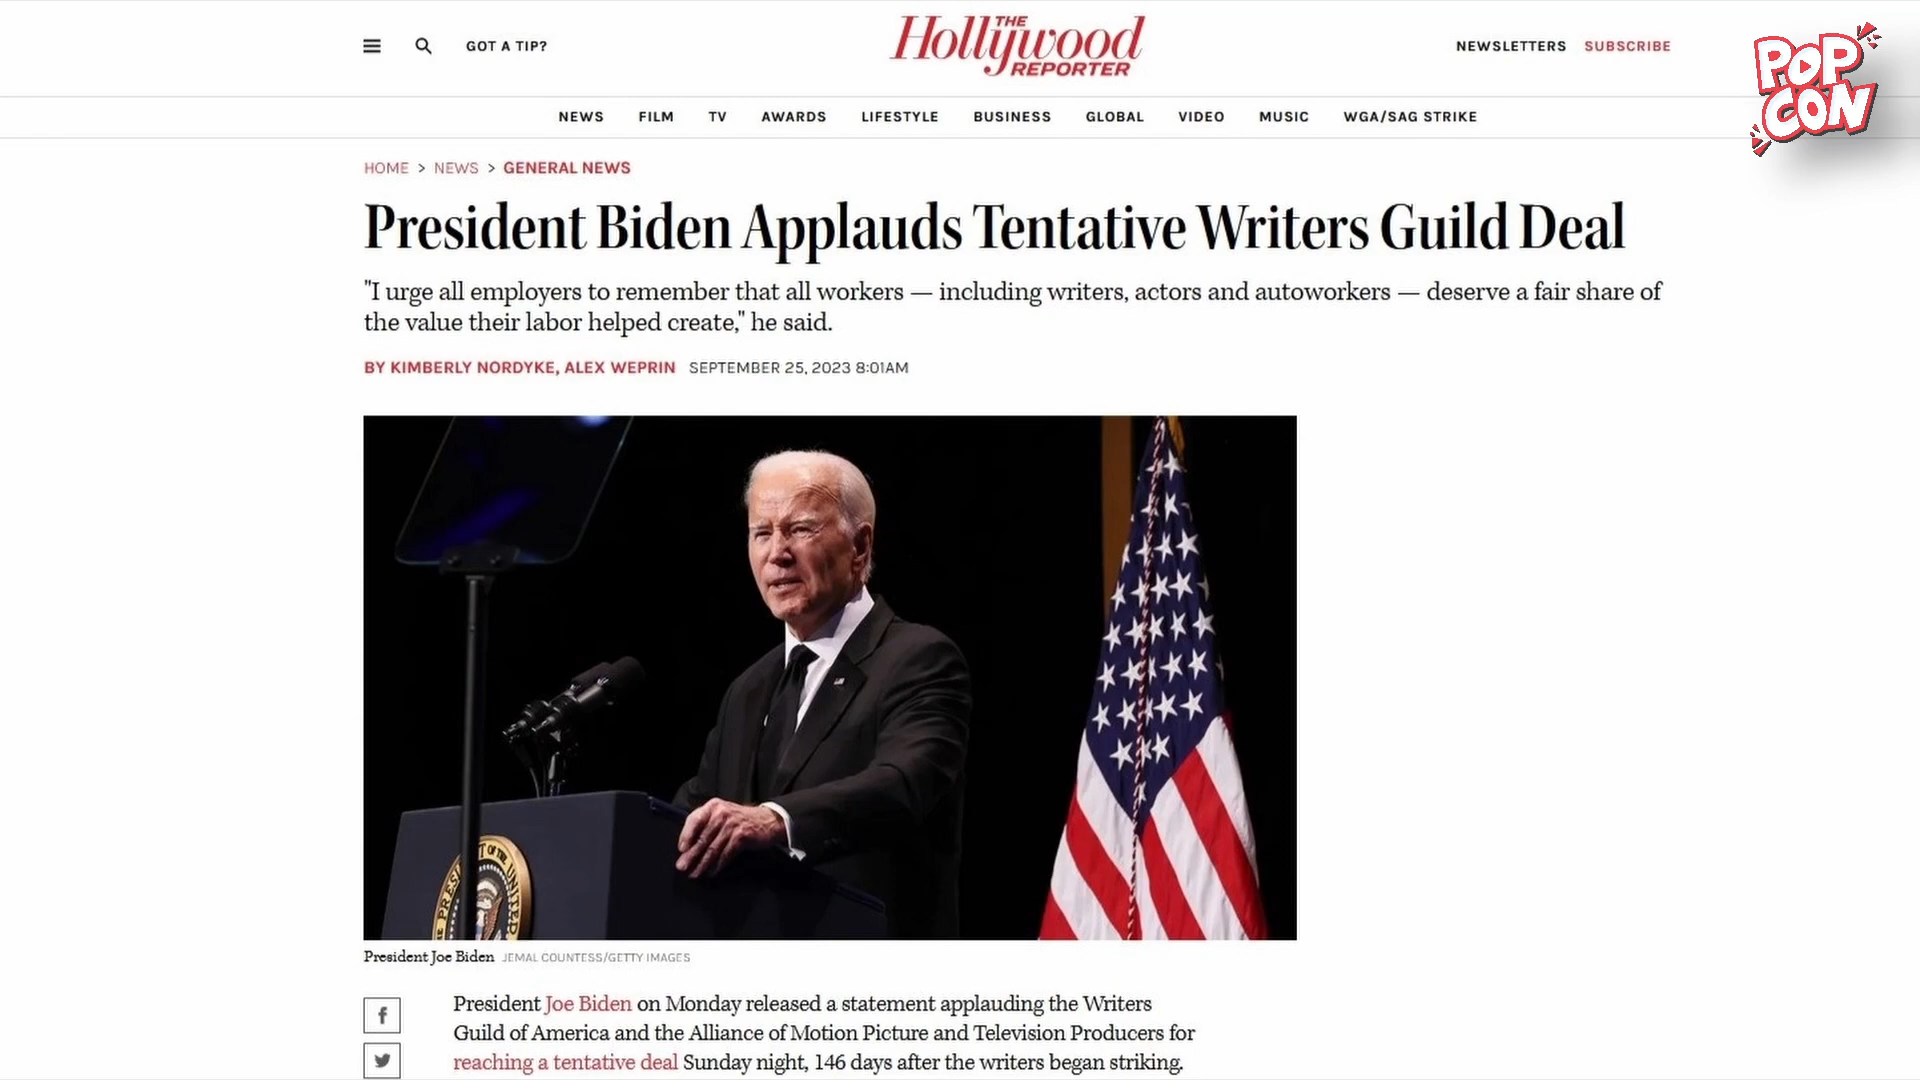 GOT A TIP?
THE
Hollywood
REPORTER
NEWSLETTERS SUBSCRIBE
POP
CON
NEWS FILM TV AWARDS LIFESTYLE BUSINESS GLOBAL VIDEO MUSIC WGA/SAG STRIKE
HOME > NEWS > GENERAL NEWS
President Biden Applauds Tentative Writers Guild Deal
"I urge all employers to remember that all workers — including writers, actors and autoworkers — deserve a fair share of
the value their labor helped create," he said.
BY KIMBERLY NORDYKE, ALEX WEPRIN SEPTEMBER 25, 2023 8:01AM
President Joe Biden JEMAL COUNTESS/GETTY IMAGES
President Joe Biden on Monday released a statement applauding the Writers
Guild of America and the Alliance of Motion Picture and Television Producers for
reaching a tentative deal Sunday night, 146 days after the writers began striking.